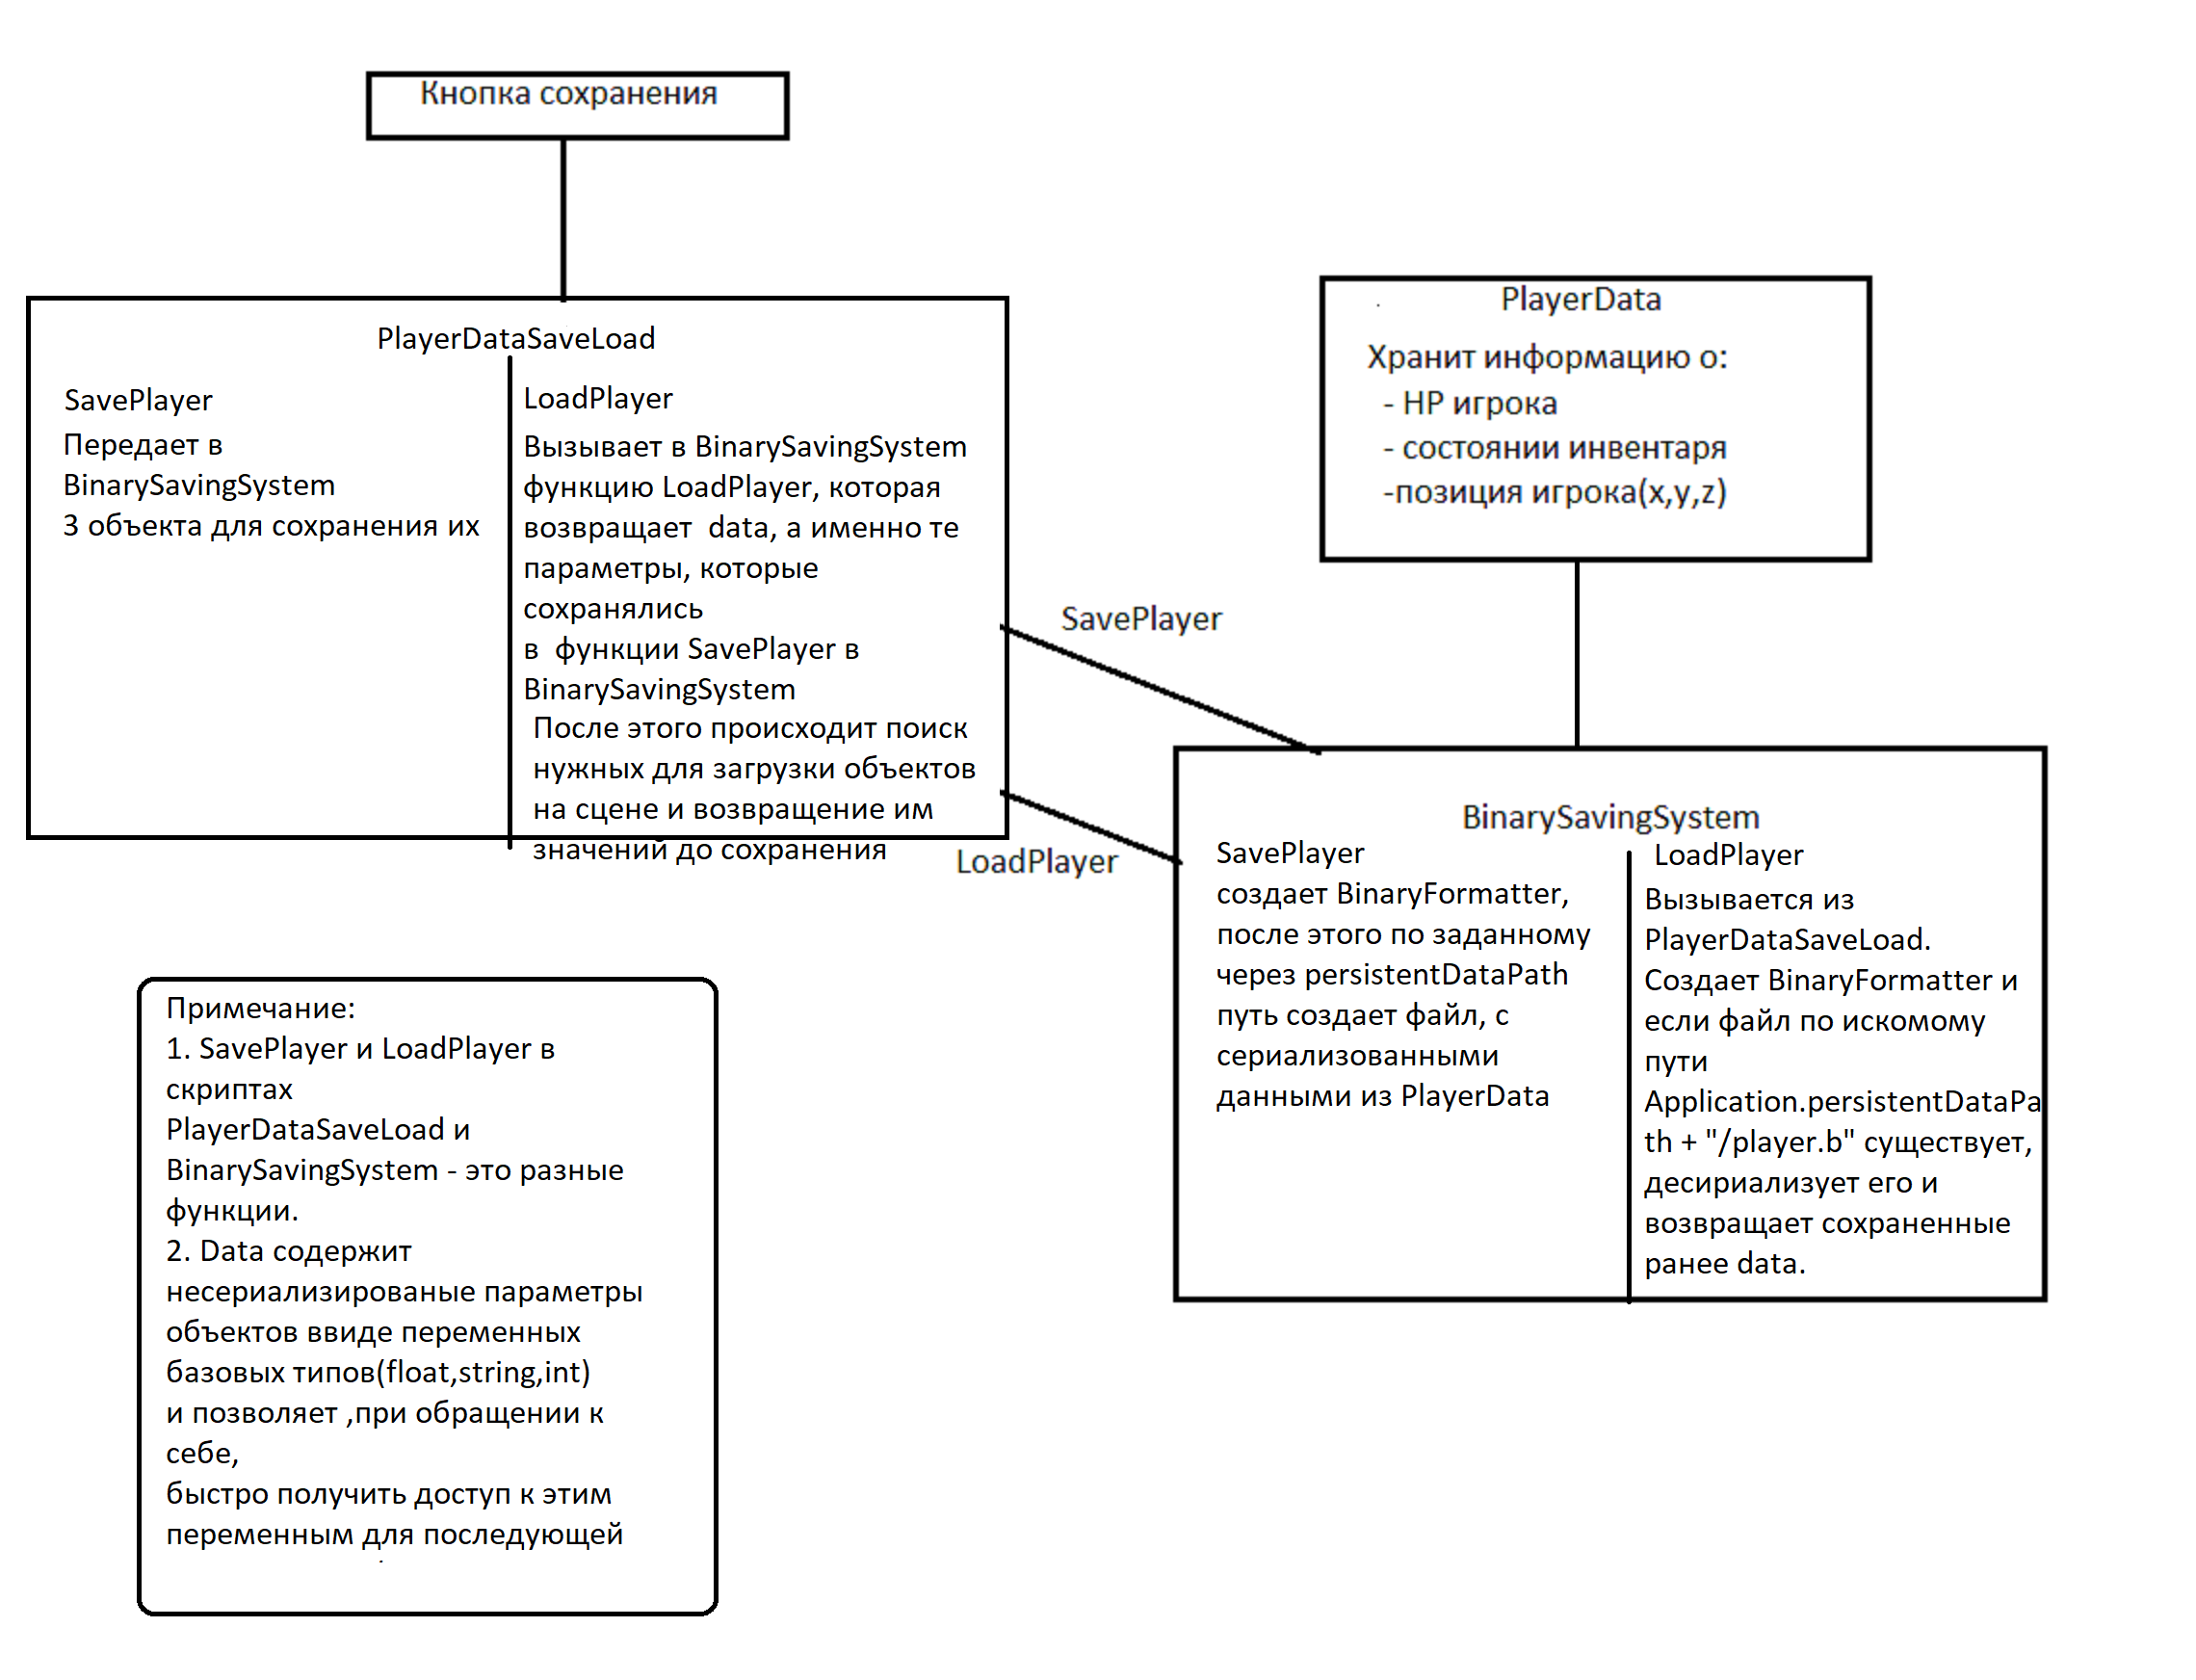 Кнопка сохранения
PlayerDataSaveLoad
SavePlayer
Передает в
BinarySavingSystem
3 объекта для сохранения их
LoadPlayer
Вызывает в BinarySavingSystem
функцию LoadPlayer, которая
возвращает  data, а именно те
параметры, которые
сохранялись
в  функции SavePlayer в
BinarySavingSystem
После этого происходит поиск
нужных для загрузки объектов
на сцене и возвращение им
значений до сохранения
PlayerData
Хранит информацию о:
- HP игрока
- состоянии инвентаря
-позиция игрока(x,y,z)
SavePlayer
LoadPlayer
BinarySavingSystem
SavePlayer
создает BinaryFormatter,
после этого по заданному
через persistentDataPath
путь создает файл, с
сериализованными
данными из PlayerData
LoadPlayer
Вызывается из
PlayerDataSaveLoad.
Создает BinaryFormatter и
если файл по искомому
пути
Application.persistentDataPa
th + "/player.b" существует,
десириализует его и
возвращает сохраненные
ранее data.
Примечание:
1. SavePlayer и LoadPlayer в
скриптах
PlayerDataSaveLoad и
BinarySavingSystem - это разные
функции.
2. Data содержит
несериализированые параметры
объектов ввиде переменных
базовых типов(float,string,int)
и позволяет ,при обращении к
себе,
быстро получить доступ к этим
переменным для последующей